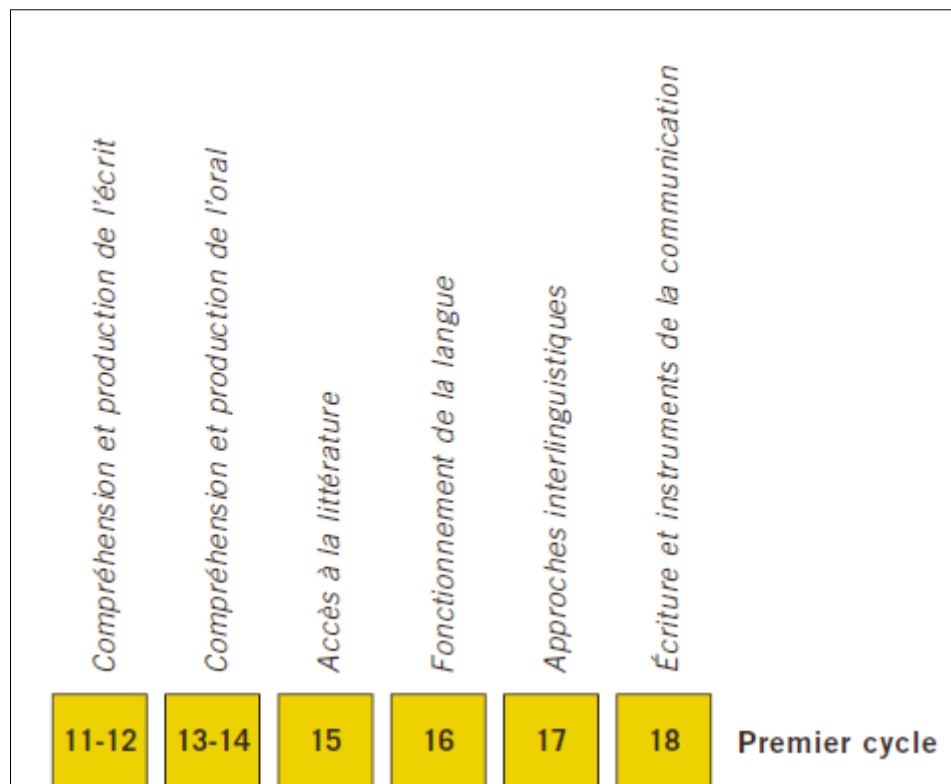 Compréhension et production de l'écrit
Compréhension et production de l'oral
Accès à la littérature
Fonctionnement de la langue
Approches interlinguistiques
Écriture et instruments de la communication
11-12
13-14
15
16
17
18
Premier cycle